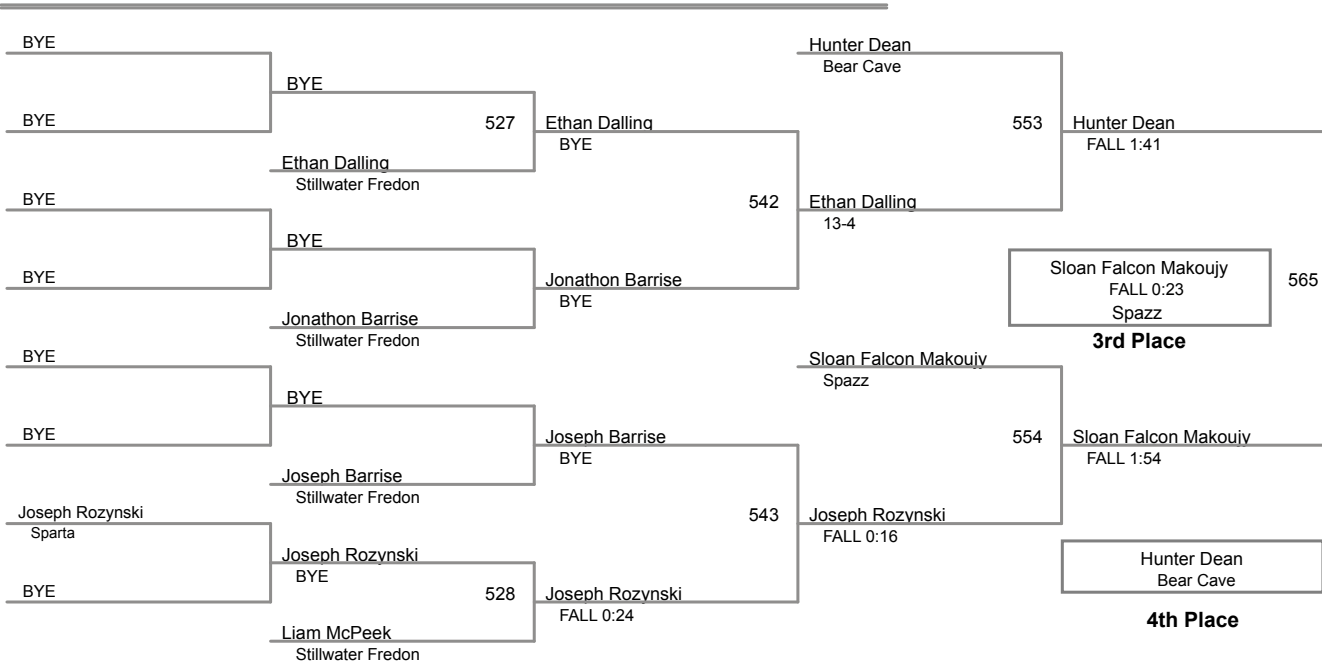 BYE
BYE
BYE
527
Ethan Dalling
Stillwater Fredon
Ethan Dalling
BYE
BYE
BYE
BYE
Jonathon Barrise
Stillwater Fredon
Jonathon Barrise
BYE
542
Ethan Dalling
13-4
Hunter Dean
Bear Cave
553
Hunter Dean
FALL 1:41
Sloan Falcon Makoujy
FALL 0:23
Spazz
565
3rd Place
BYE
BYE
BYE
Joseph Barrise
Stillwater Fredon
Joseph Barrise
BYE
Joseph Rozynski
Sparta
BYE
Joseph Rozynski
BYE
528
Liam McPeek
Stillwater Fredon
Joseph Rozynski
FALL 0:24
543
Joseph Rozynski
FALL 0:16
Sloan Falcon Makoujy
Spazz
554
Sloan Falcon Makoujy
FALL 1:54
Hunter Dean
Bear Cave
4th Place